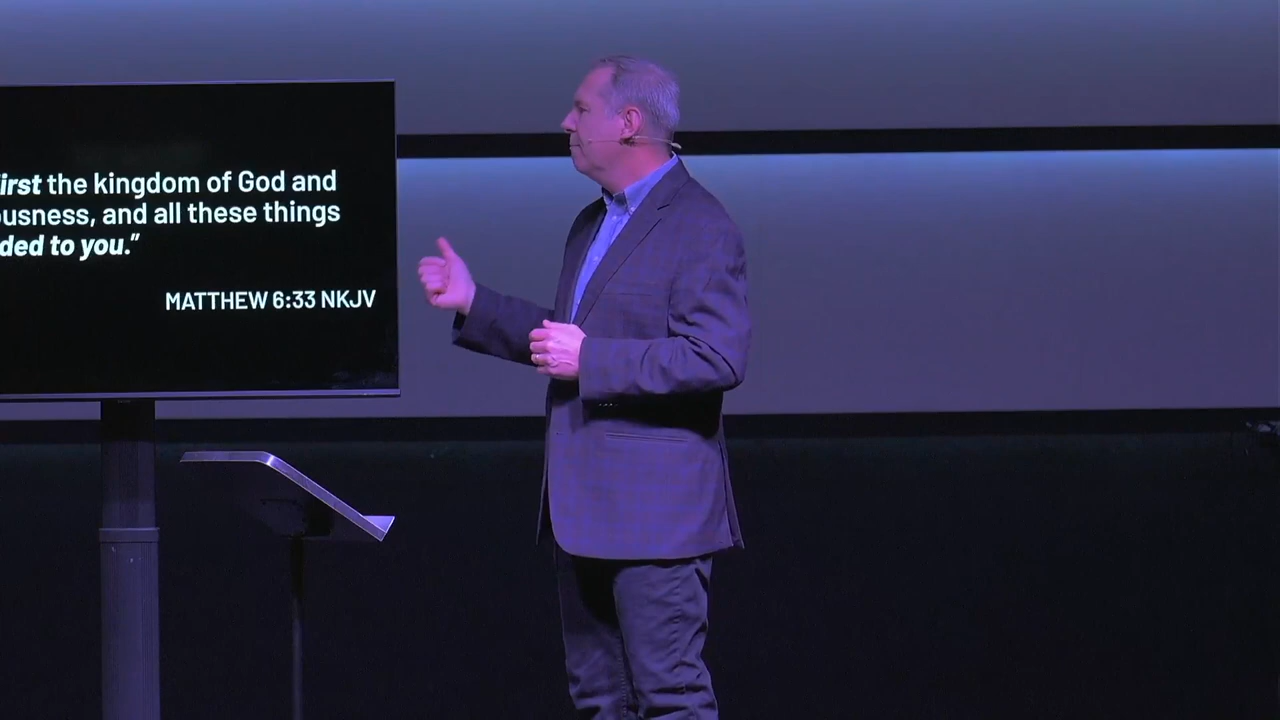 irst the kingdom of God and
ousness, and all these things
ded to you.”
MATTHEW 6:33 NKJV